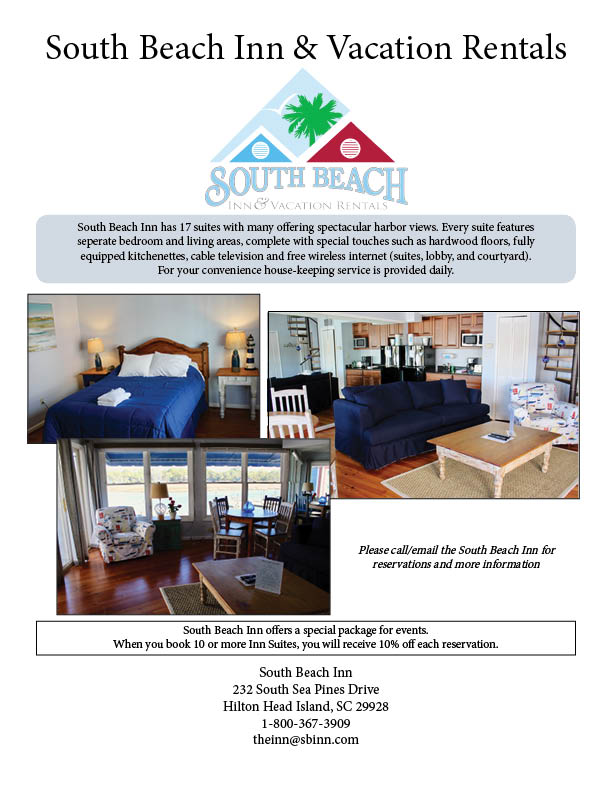 South Beach Inn & Vacation Rentals
SOUTH BEACH
INN & VACATION RENTALS
South Beach Inn has 17 suites with many offering spectacular harbor views. Every suite features
seperate bedroom and living areas, complete with special touches such as hardwood floors, fully
equipped kitchenettes, cable television and free wireless internet (suites, lobby, and courtyard).
For your convenience house-keeping service is provided daily.
Please call/email the South Beach Inn for
reservations and more information
South Beach Inn offers a special package for events.
When you book 10 or more Inn Suites, you will receive 10% off each reservation.
South Beach Inn
232 South Sea Pines Drive
Hilton Head Island, SC 29928
1-800-367-3909
theinn@sbinn.com